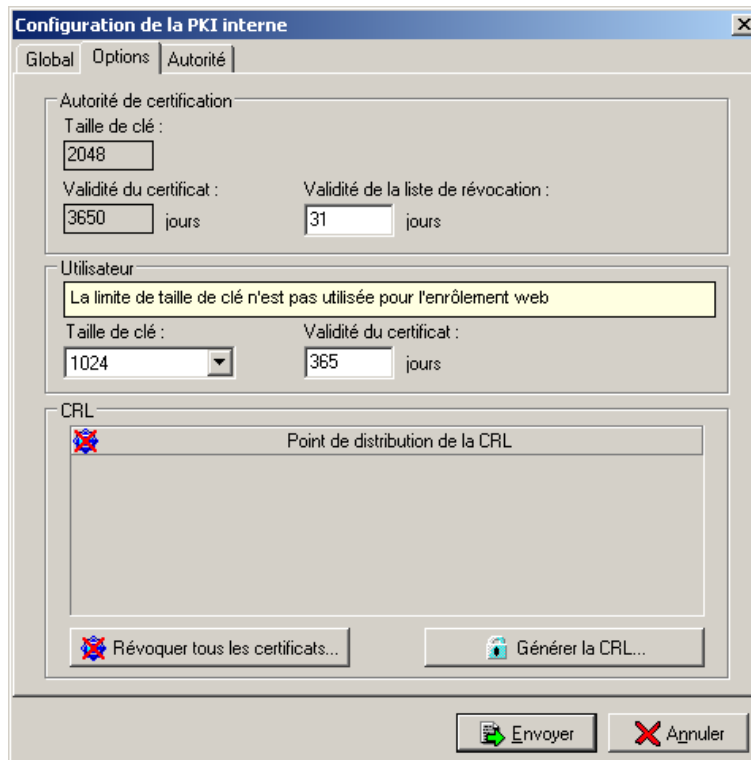 Configuration de la PKI interne
Global Options Autorité
Autorité de certification
Taille de clé :
2048
Validité du certificat : Validité de la liste de révocation :
3650 jours 31 jours
Utilisateur
La limite de taille de clé n'est pas utilisée pour l'enrôlement web
Taille de clé : Validité du certificat :
1024 365 jours
CRL
Point de distribution de la CRL
Révoquer tous les certificats... Générer la CRL...
Envoyer Annuler